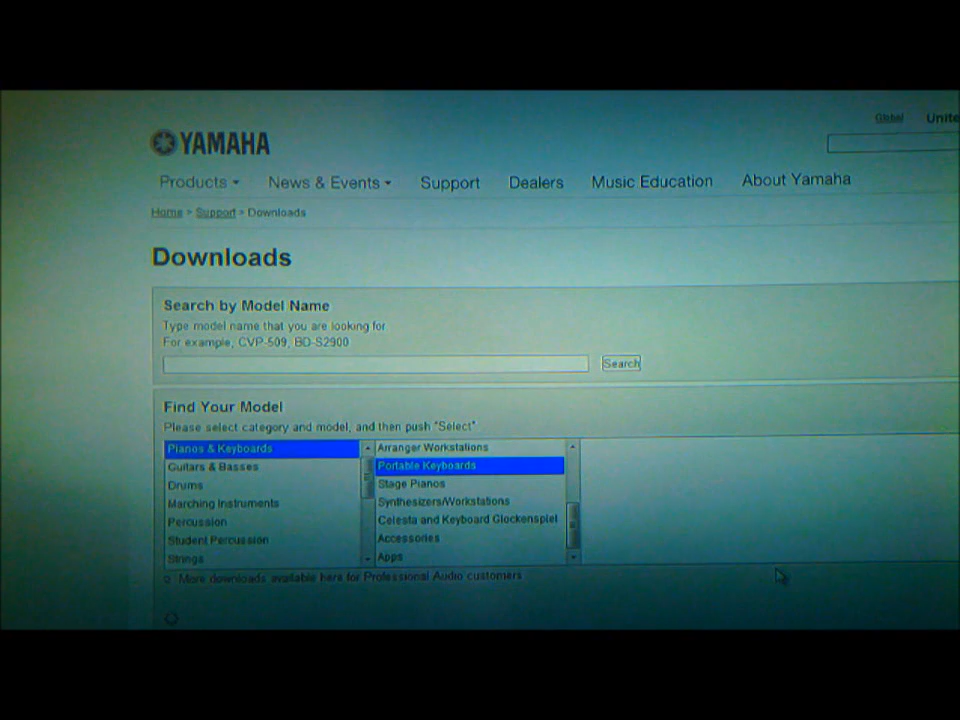 Global Unite
YAMAHA
Products News & Events Support Dealers Music Education About Yamaha
Home > Support > Downloads
Downloads
Search by Model Name
Type model name that you are looking for
For example, CVP-509, BD-S2900
Search
Find Your Model
Please select category and model, and then push "Select"
Pianos & Keyboards Arranger Workstations
Guitars & Basses Portable Keyboards
Drums Stage Pianos
Marching Instruments Synthesizers/Workstations
Percussion Celesta and Keyboard Glockenspiel
Student Percussion Accessories
Strings Apps
More downloads available here for Professional Audio customers